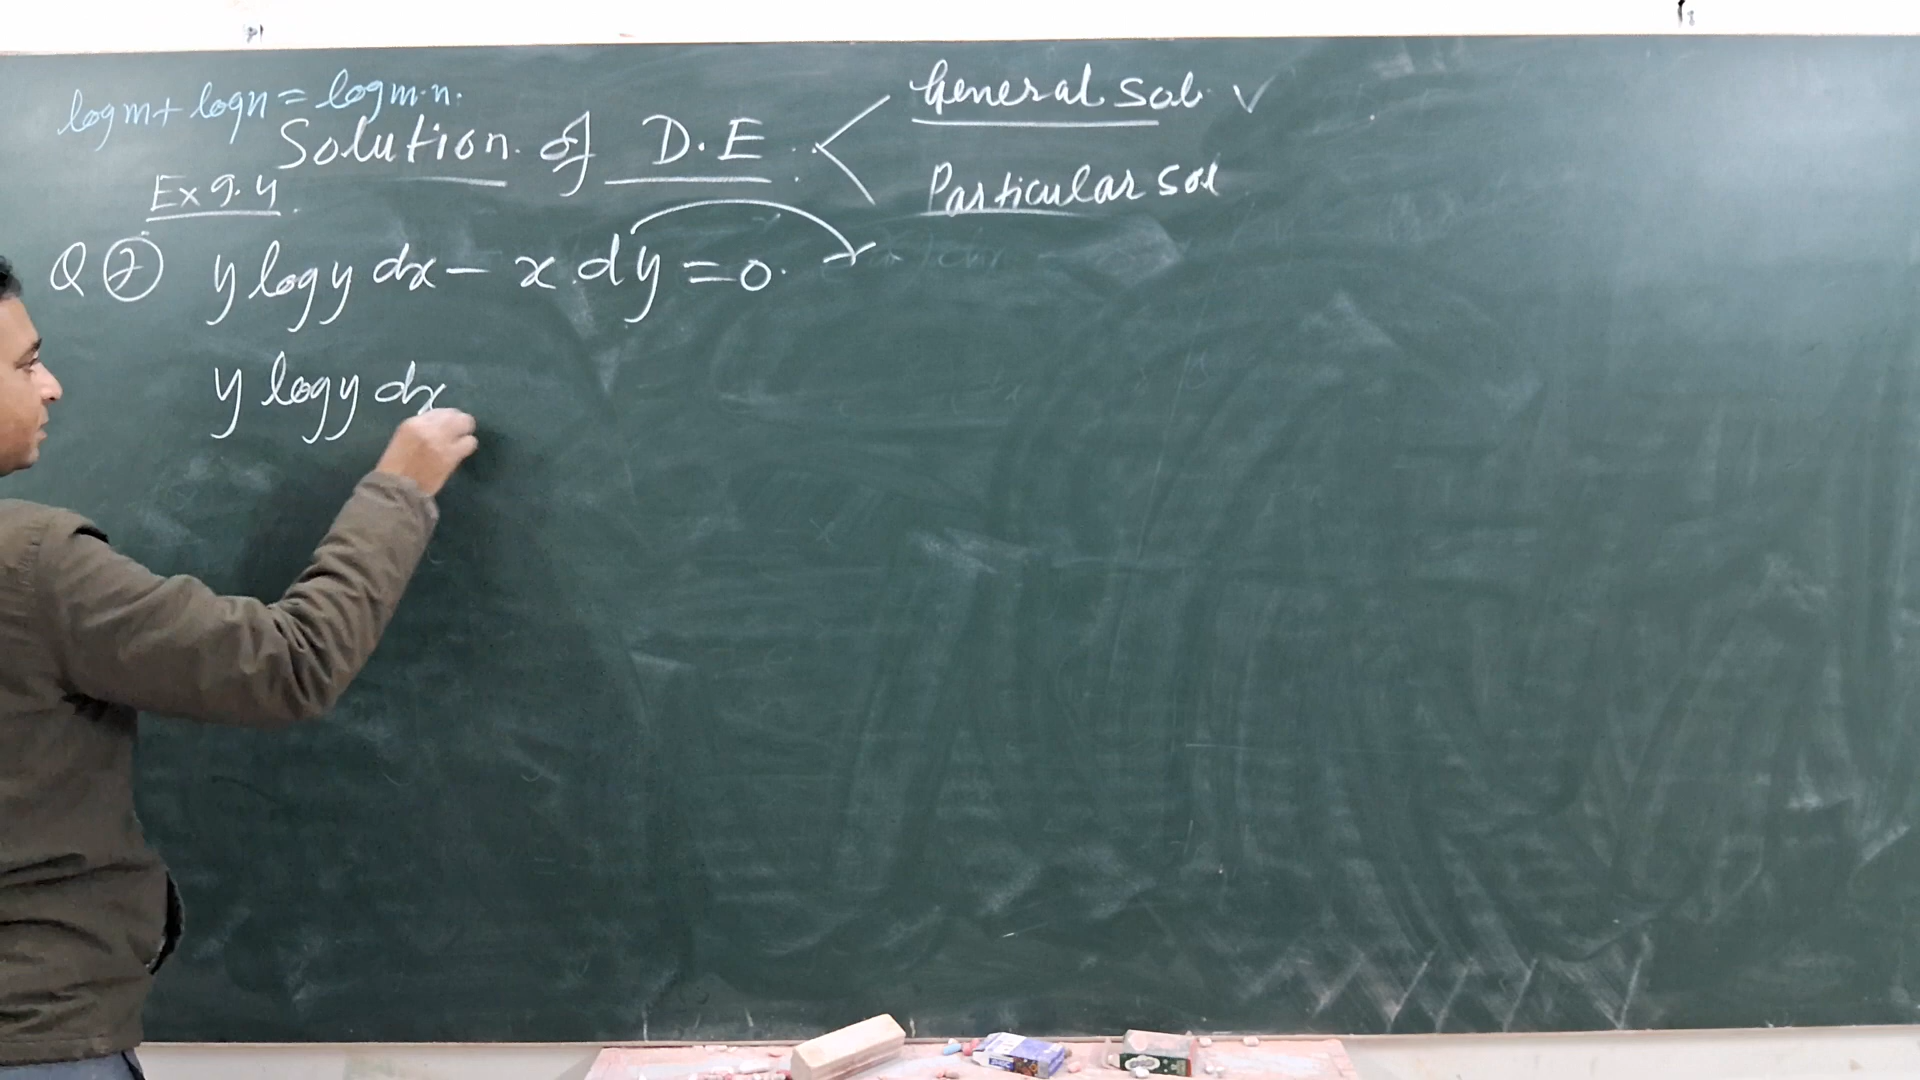 log m + log n = log m·n.
Solution of D.E.
General Sol. ✓
Particular Sol
Ex 9.4
Q 7 y log y dx - x.dy = 0.
y log y dx